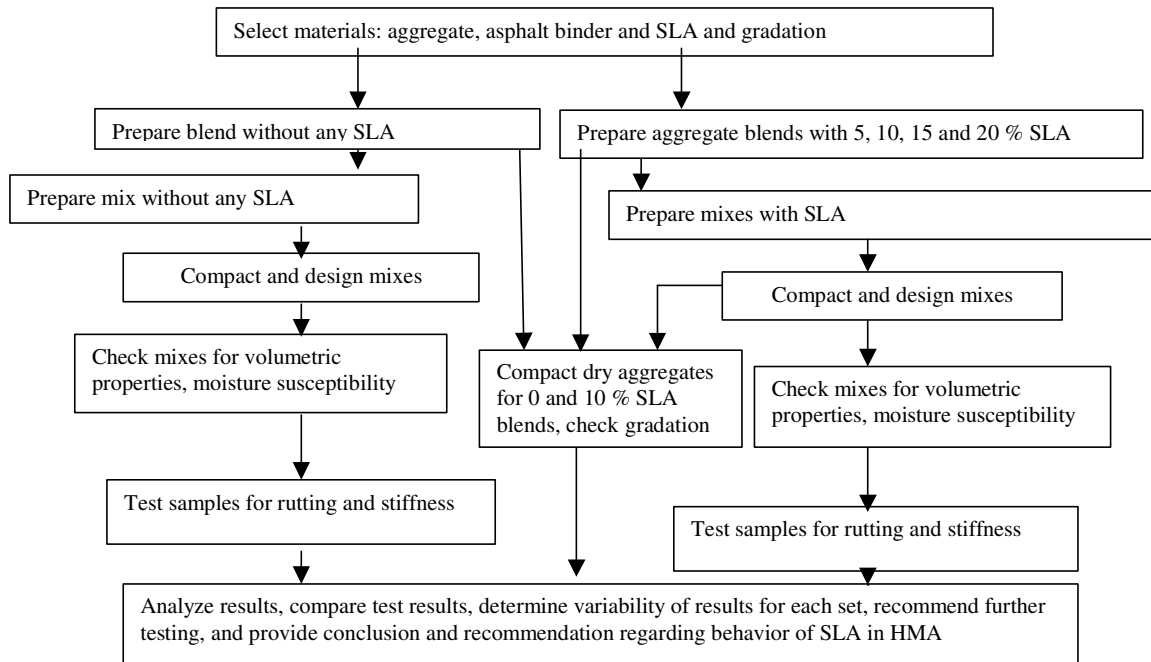 Select materials: aggregate, asphalt binder and SLA and gradation
Prepare blend without any SLA
Prepare aggregate blends with 5, 10, 15 and 20 % SLA
Prepare mix without any SLA
Prepare mixes with SLA
Compact and design mixes
Compact and design mixes
Check mixes for volumetric
properties, moisture susceptibility
Compact dry aggregates
for 0 and 10 % SLA
blends, check gradation
Check mixes for volumetric
properties, moisture susceptibility
Test samples for rutting and stiffness
Test samples for rutting and stiffness
Analyze results, compare test results, determine variability of results for each set, recommend further
testing, and provide conclusion and recommendation regarding behavior of SLA in HMA